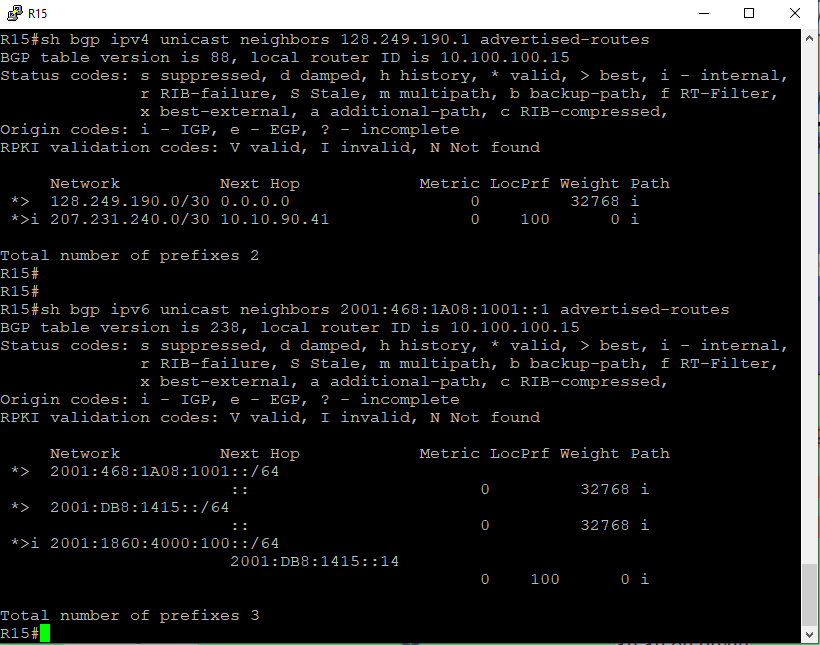 R15
R15#sh bgp ipv4 unicast neighbors 128.249.190.1 advertised-routes
BGP table version is 88, local router ID is 10.100.100.15
Status codes: s suppressed, d damped, h history, * valid, > best, i - internal,
              r RIB-failure, S Stale, m multipath, b backup-path, f RT-Filter,
              x best-external, a additional-path, c RIB-compressed,
Origin codes: i - IGP, e - EGP, ? - incomplete
RPKI validation codes: V valid, I invalid, N Not found
     Network          Next Hop            Metric LocPrf Weight Path
 *>  128.249.190.0/30 0.0.0.0                  0         32768 i
 *>i 207.231.240.0/30 10.10.90.41              0    100      0 i
Total number of prefixes 2
R15#
R15#
R15#sh bgp ipv6 unicast neighbors 2001:468:1A08:1001::1 advertised-routes
BGP table version is 238, local router ID is 10.100.100.15
Status codes: s suppressed, d damped, h history, * valid, > best, i - internal,
              r RIB-failure, S Stale, m multipath, b backup-path, f RT-Filter,
              x best-external, a additional-path, c RIB-compressed,
Origin codes: i - IGP, e - EGP, ? - incomplete
RPKI validation codes: V valid, I invalid, N Not found
     Network          Next Hop            Metric LocPrf Weight Path
 *>  2001:468:1A08:1001::/64
                       ::                       0         32768 i
 *>  2001:DB8:1415::/64
                       ::                       0         32768 i
 *>i 2001:1860:4000:100::/64
                       2001:DB8:1415::14
                                                0    100      0 i
Total number of prefixes 3
R15#